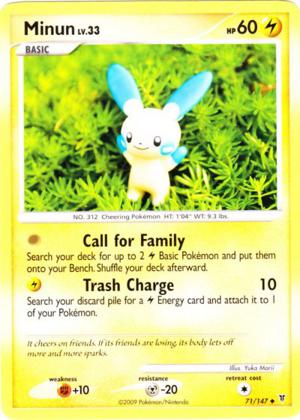 Minun LV.33
HP 60
BASIC
NO. 312 Cheering Pokémon HT: 1'04" WT: 9.3 lbs.
Call for Family
Search your deck for up to 2 Basic Pokémon and put them
onto your Bench. Shuffle your deck afterward.
Trash Charge 10
Search your discard pile for a Energy card and attach it to 1
of your Pokémon.
It cheers on friends. If its friends are losing, its body lets off
more and more sparks.
Illus. Yuka Morii
weakness resistance retreat cost
+10 -20
©2009 Pokémon/Nintendo 71/147